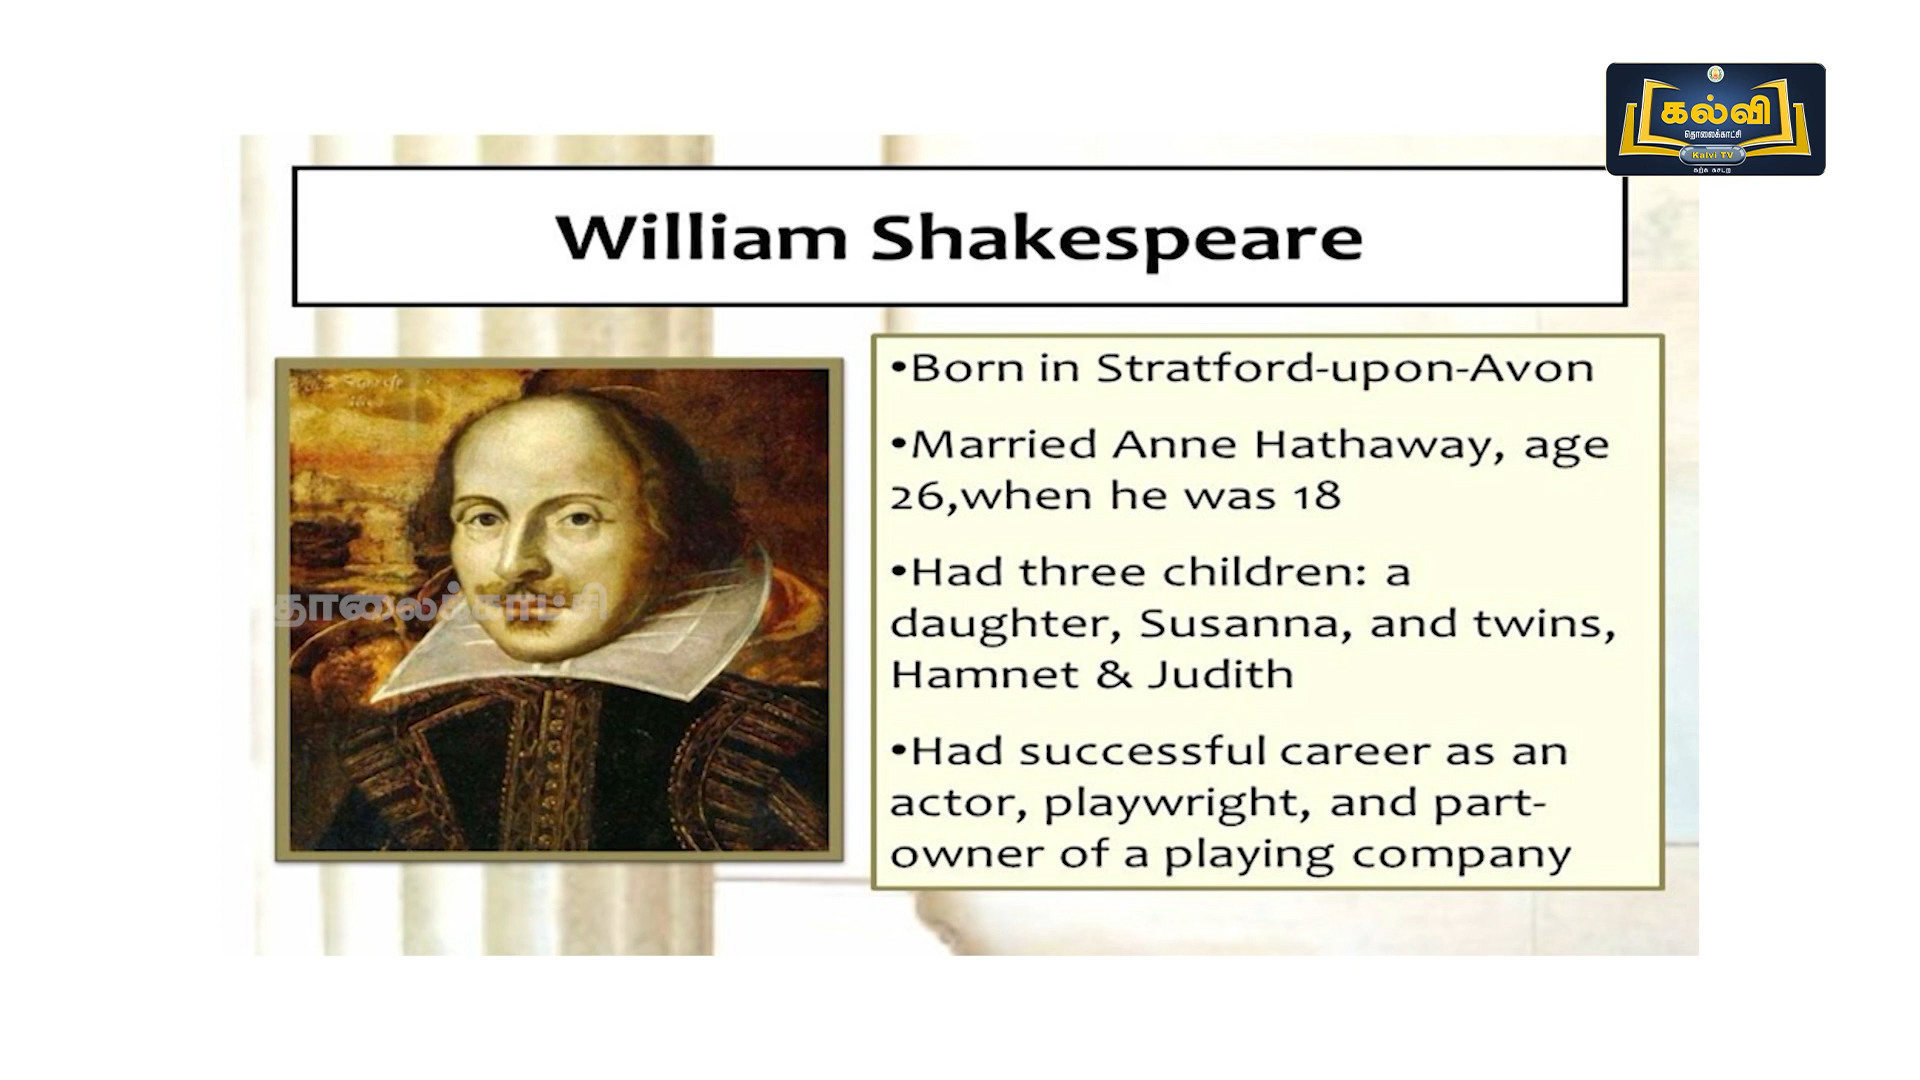 கல்வி
தொலைக்காட்சி
Kalvi TV
கற்க கசடற
William Shakespeare
•Born in Stratford-upon-Avon
•Married Anne Hathaway, age
26,when he was 18
•Had three children: a
daughter, Susanna, and twins,
Hamnet & Judith
•Had successful career as an
actor, playwright, and part-
owner of a playing company